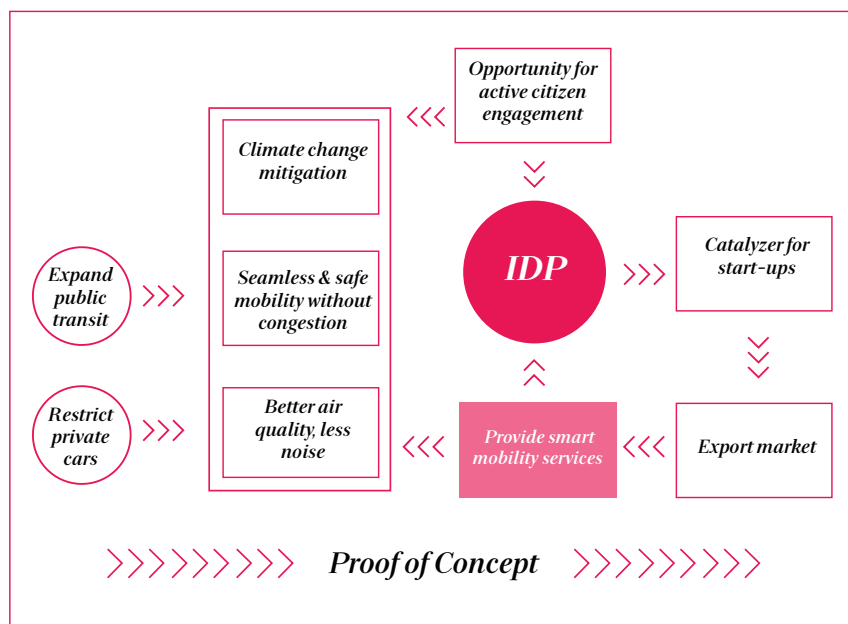 Opportunity for
active citizen
engagement
Climate change
mitigation
IDP
Catalyzer for
start-ups
Expand
public
transit
Seamless & safe
mobility without
congestion
Restrict
private
cars
Better air
quality, less
noise
Provide smart
mobility services
Export market
Proof of Concept